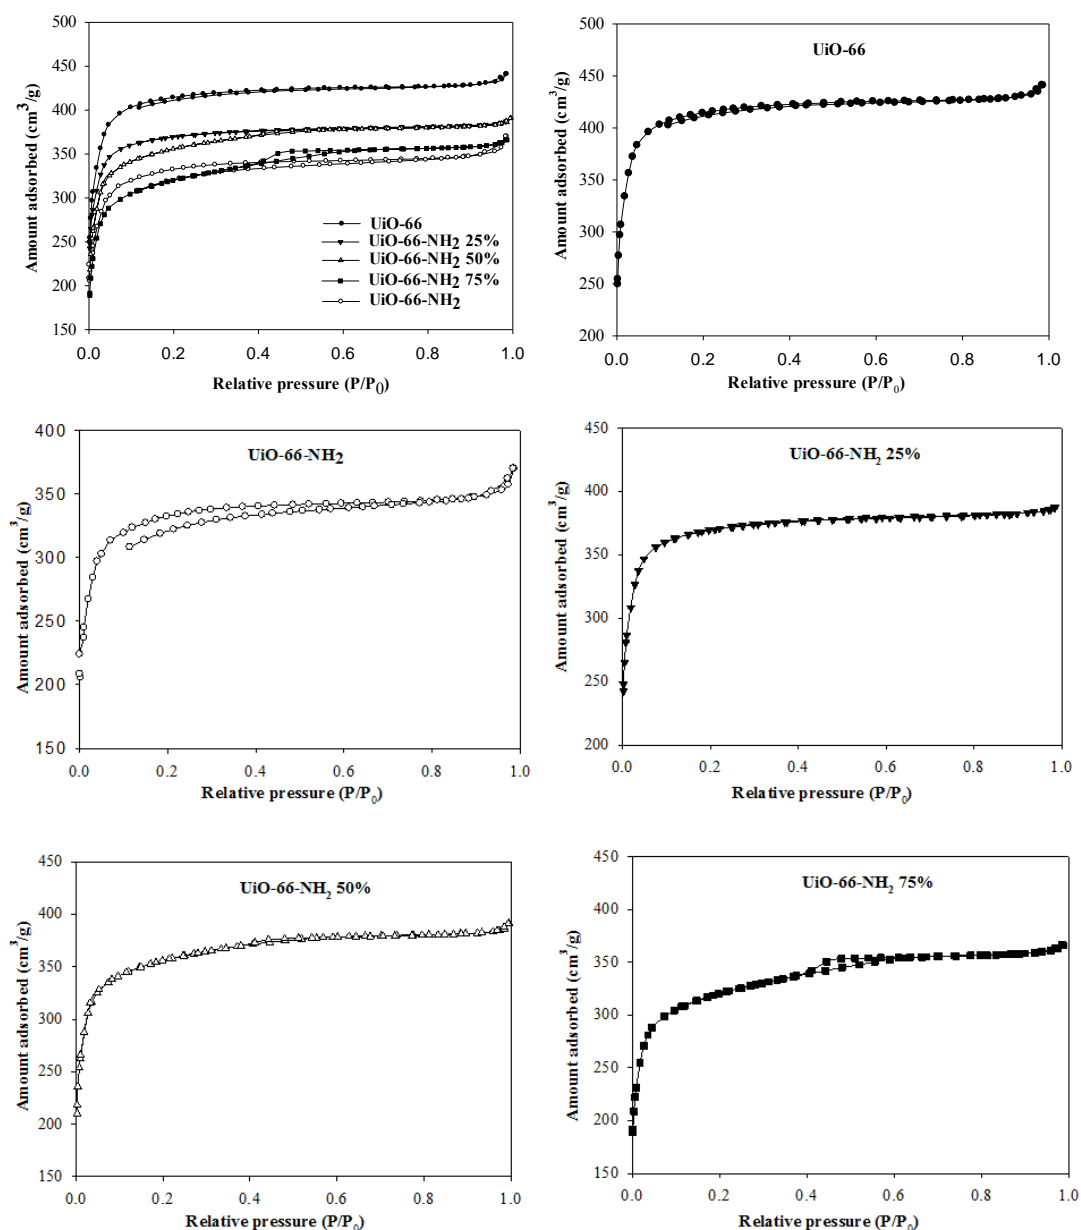 500
450
400
350
300
250
200
150
0.0 0.2 0.4 0.6 0.8 1.0
Amount adsorbed (cm³/g)
Relative pressure (P/P0)
UiO-66
UiO-66-NH2 25%
UiO-66-NH2 50%
UiO-66-NH2 75%
UiO-66-NH2
UiO-66
500
450
400
350
300
250
200
0.0 0.2 0.4 0.6 0.8 1.0
Amount adsorbed (cm³/g)
Relative pressure (P/P₀)
UiO-66-NH2
400
350
300
250
200
150
0.0 0.2 0.4 0.6 0.8 1.0
Amount adsorbed (cm³/g)
Relative pressure (P/P₀)
UiO-66-NH₂ 25%
450
400
350
300
250
200
0.0 0.2 0.4 0.6 0.8 1.0
Amount adsorbed (cm³/g)
Relative pressure (P/P₀)
UiO-66-NH₂ 50%
450
400
350
300
250
200
150
0.0 0.2 0.4 0.6 0.8 1.0
Amount adsorbed (cm³/g)
Relative pressure (P/P₀)
UiO-66-NH₂ 75%
450
400
350
300
250
200
150
0.0 0.2 0.4 0.6 0.8 1.0
Amount adsorbed (cm³/g)
Relative pressure (P/P₀)